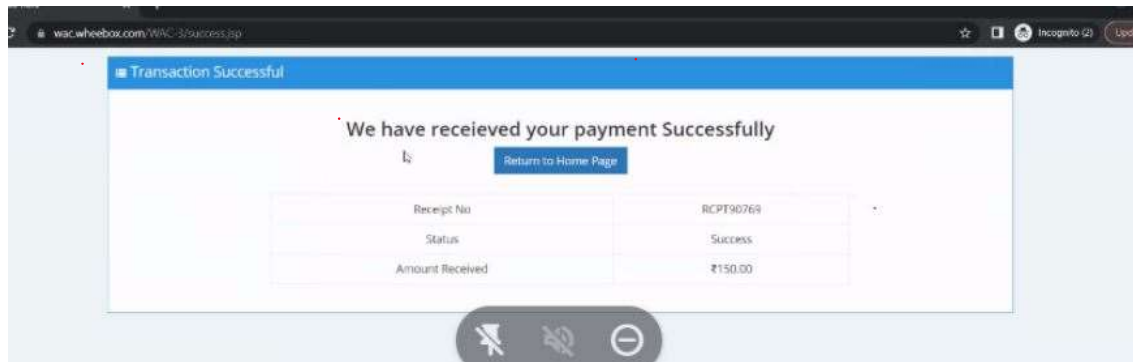 wac.wheebox.com/WAC-3/success.jsp
Incognito (2)
Transaction Successful
We have receieved your payment Successfully
Return to Home Page
Receipt No RCPT90769
Status Success
Amount Received ₹150.00